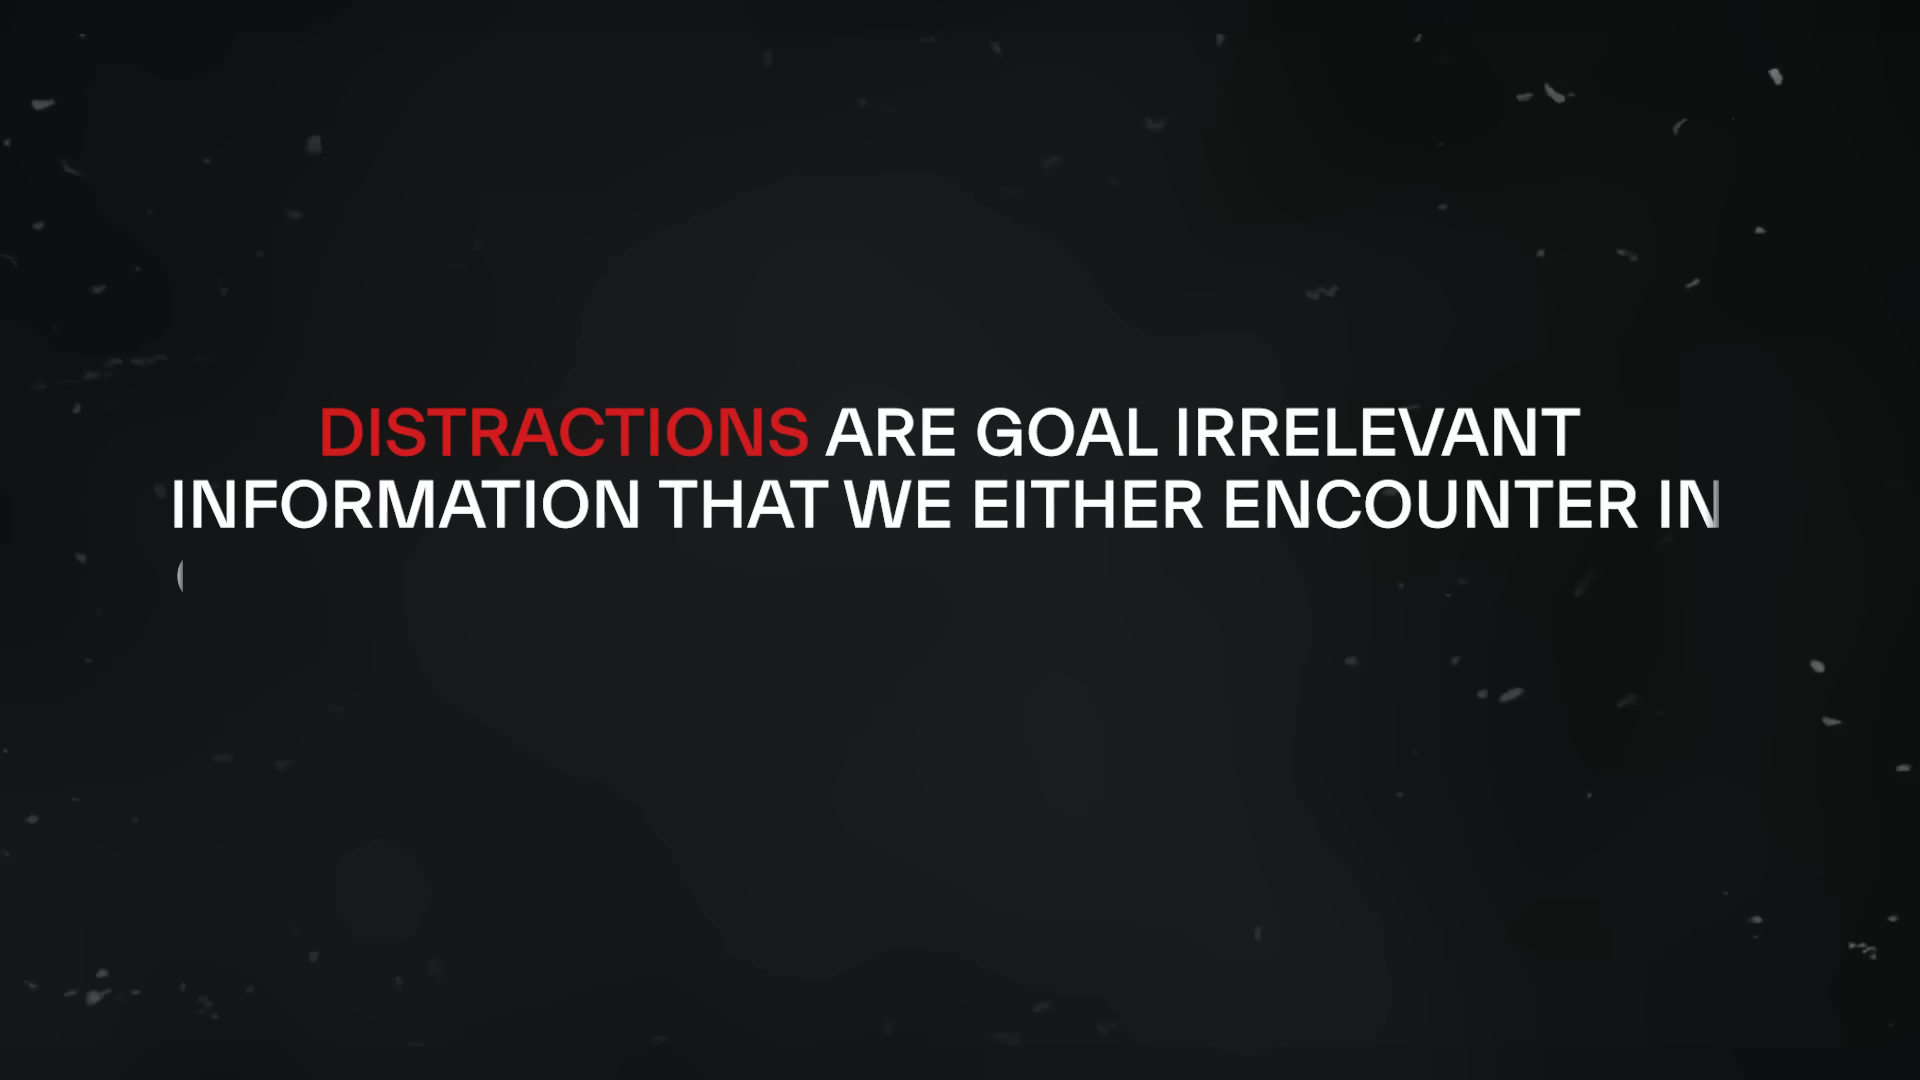 DISTRACTIONS ARE GOAL IRRELEVANT
INFORMATION THAT WE EITHER ENCOUNTER IN